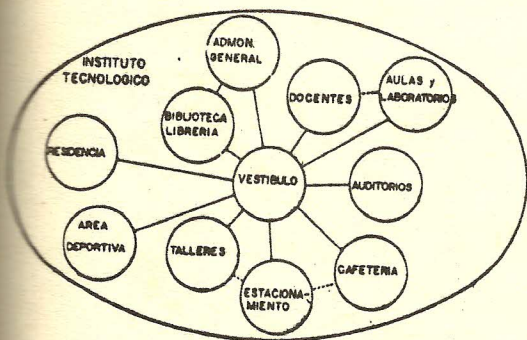 INSTITUTO
TECNOLOGICO
ADMON.
GENERAL
DOCENTES
AULAS y
LABORATORIOS
BIBLIOTECA
LIBRERIA
RESIDENCIA
VESTIBULO
AUDITORIOS
AREA
DEPORTIVA
TALLERES
ESTACIONA-
MIENTO
CAFETERIA